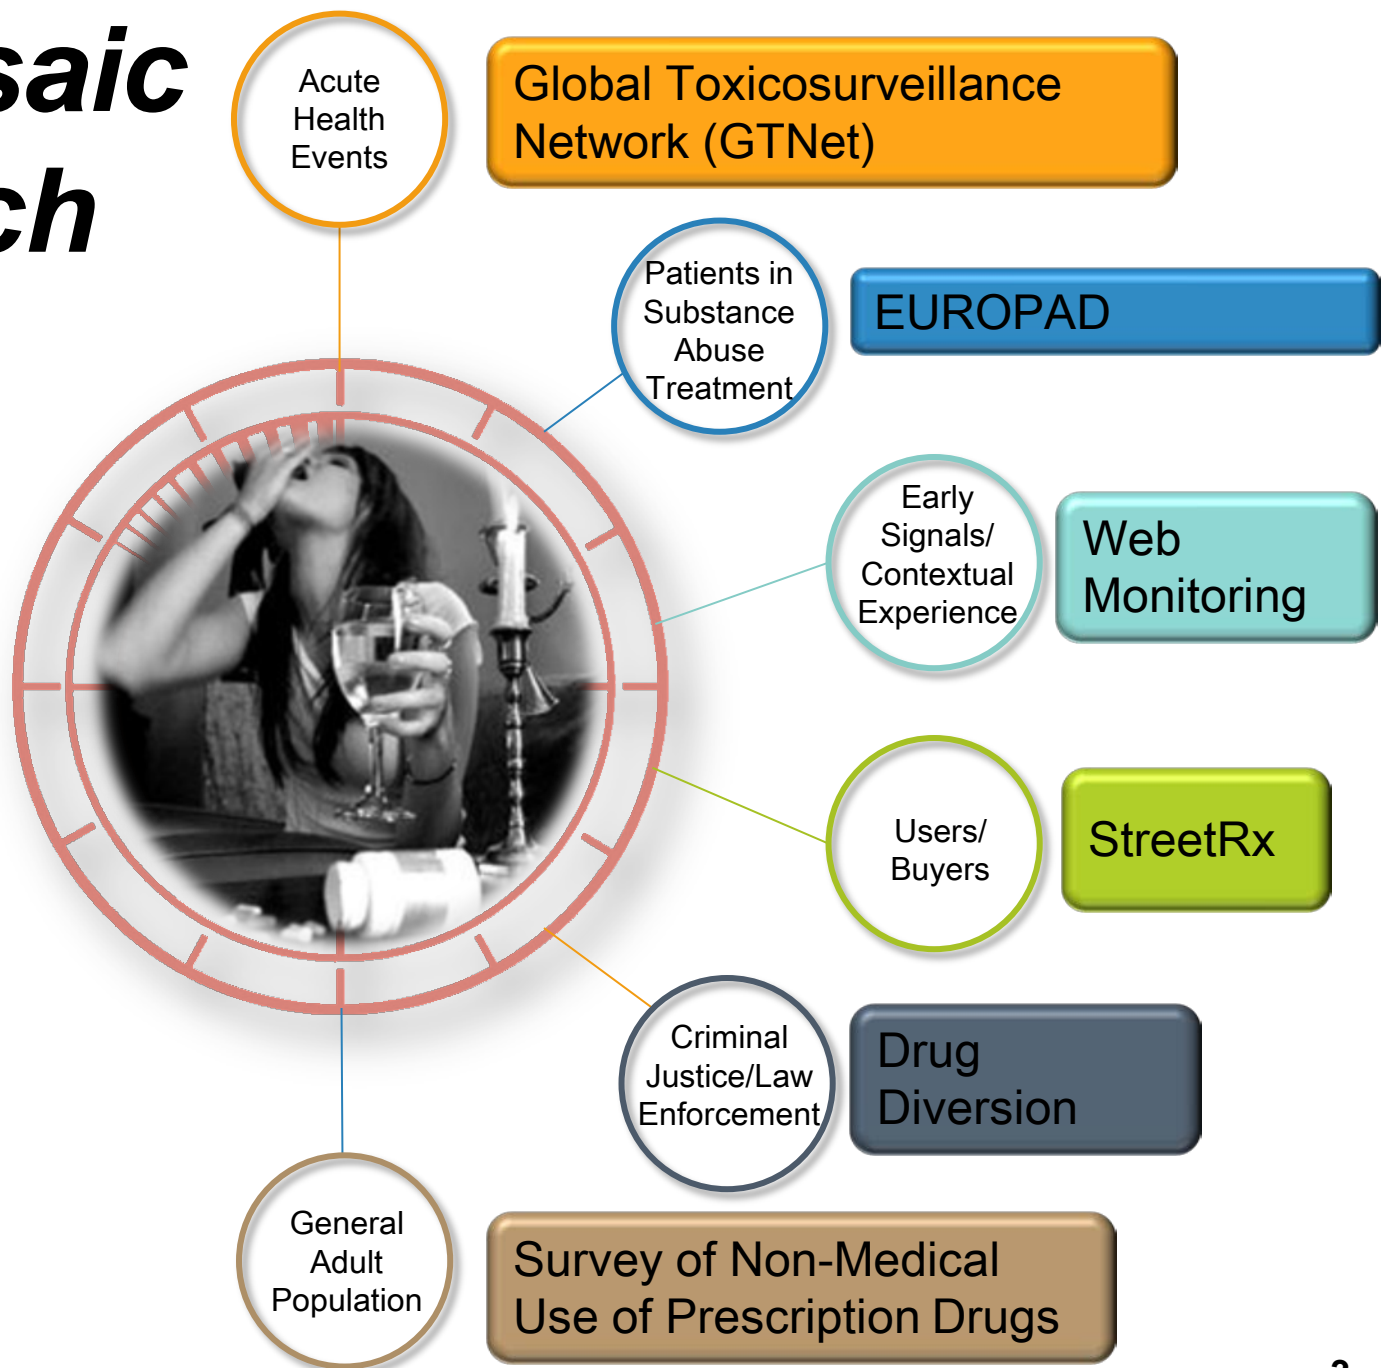 Acute
Health
Events
Global Toxicosurveillance
Network (GTNet)
Patients in
Substance
Abuse
Treatment
EUROPAD
Early
Signals/
Contextual
Experience
Web
Monitoring
Users/
Buyers
StreetRx
Criminal
Justice/Law
Enforcement
Drug
Diversion
General
Adult
Population
Survey of Non-Medical
Use of Prescription Drugs